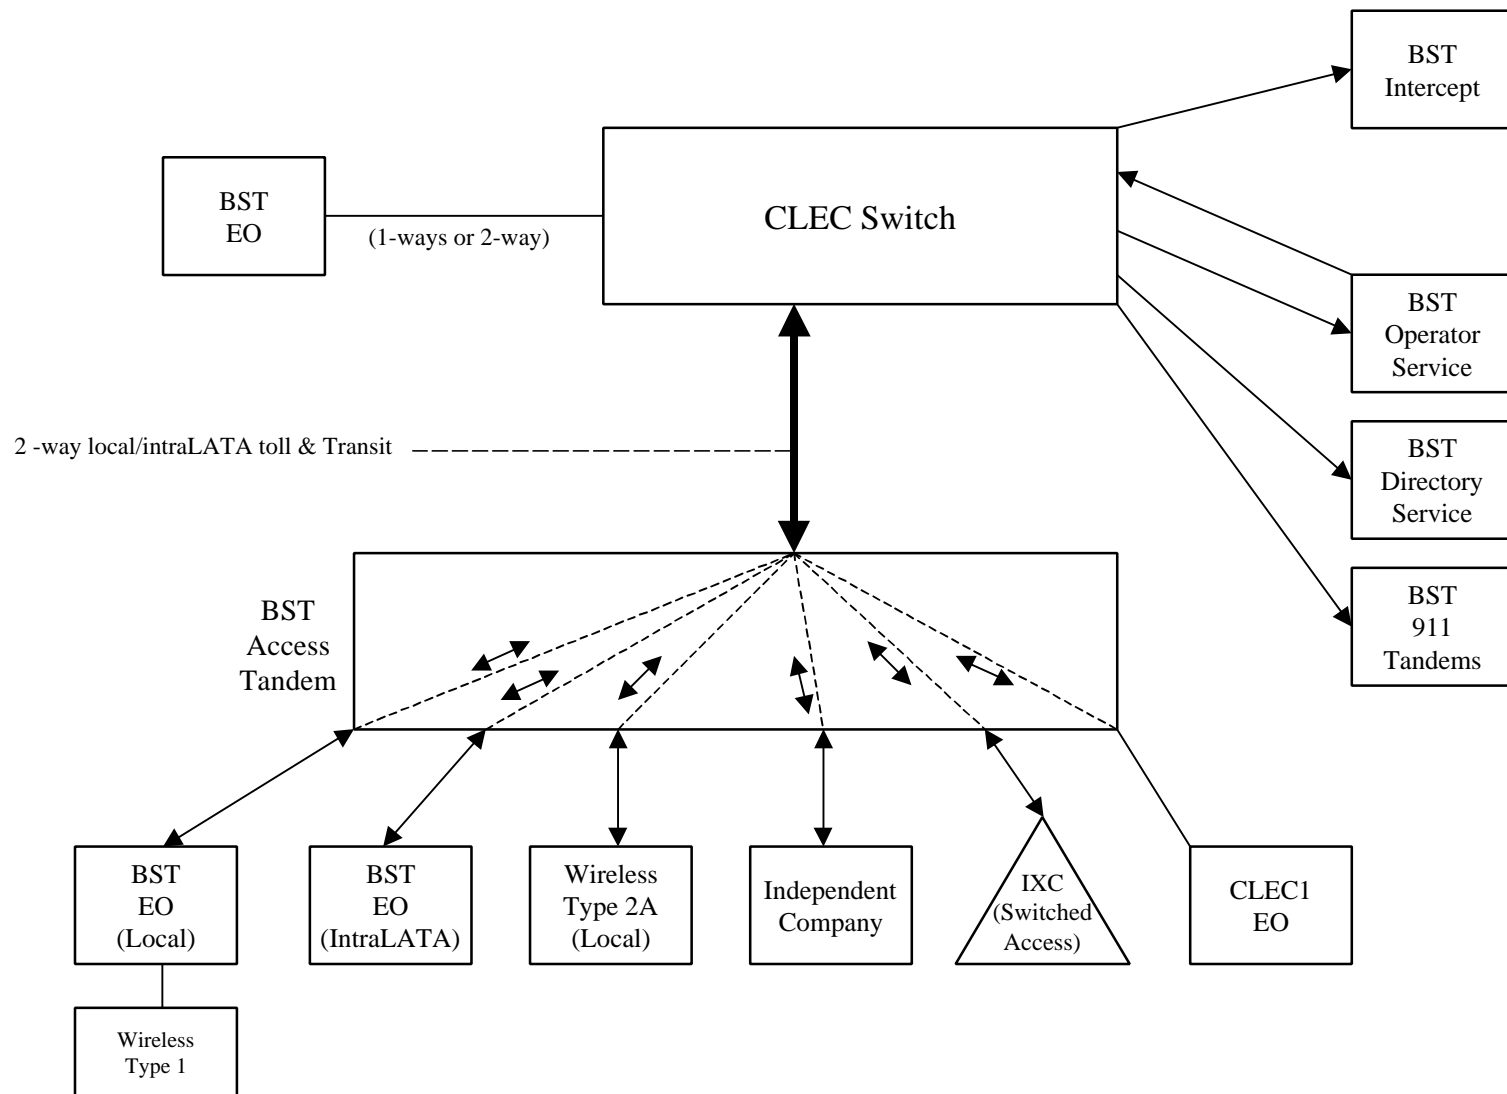 BST
Intercept
BST
EO
(1-ways or 2-way)
CLEC Switch
BST
Operator
Service
2 -way local/intraLATA toll & Transit
BST
Directory
Service
BST
911
Tandems
BST
Access
Tandem
BST
EO
(Local)
BST
EO
(IntraLATA)
Wireless
Type 2A
(Local)
Independent
Company
IXC
(Switched
Access)
CLEC1
EO
Wireless
Type 1